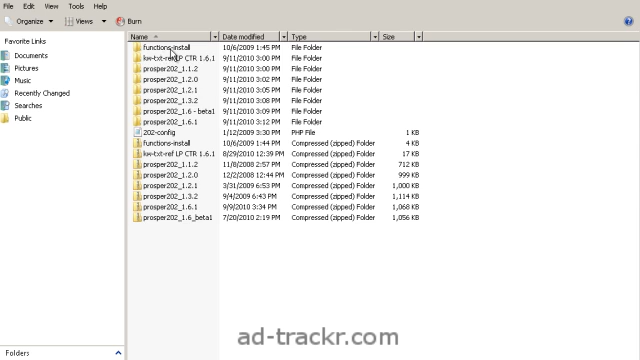 File Edit View Tools Help
Organize Views Burn
Favorite Links
Documents
Pictures
Music
Recently Changed
Searches
Public
Folders
Name Date modified Type Size
functions-install 10/6/2009 1:45 PM File Folder
kw-txt-ref LP CTR 1.6.1 9/11/2010 3:00 PM File Folder
prosper202_1.1.2 9/11/2010 3:00 PM File Folder
prosper202_1.2.0 9/11/2010 3:02 PM File Folder
prosper202_1.2.1 9/11/2010 3:05 PM File Folder
prosper202_1.3.2 9/11/2010 3:08 PM File Folder
prosper202_1.6 - beta1 9/11/2010 3:09 PM File Folder
prosper202_1.6.1 9/11/2010 3:12 PM File Folder
202-config 1/12/2009 3:30 PM PHP File 1 KB
functions-install 10/6/2009 1:44 PM Compressed (zipped) Folder 4 KB
kw-txt-ref LP CTR 1.6.1 8/29/2010 12:39 PM Compressed (zipped) Folder 17 KB
prosper202_1.1.2 11/8/2008 2:57 PM Compressed (zipped) Folder 712 KB
prosper202_1.2.0 12/2/2008 12:44 PM Compressed (zipped) Folder 999 KB
prosper202_1.2.1 3/31/2009 6:53 PM Compressed (zipped) Folder 1,000 KB
prosper202_1.3.2 9/4/2009 6:43 PM Compressed (zipped) Folder 1,114 KB
prosper202_1.6.1 9/9/2010 3:34 PM Compressed (zipped) Folder 1,068 KB
prosper202_1.6_beta1 7/20/2010 2:19 PM Compressed (zipped) Folder 1,056 KB
ad-trackr.com